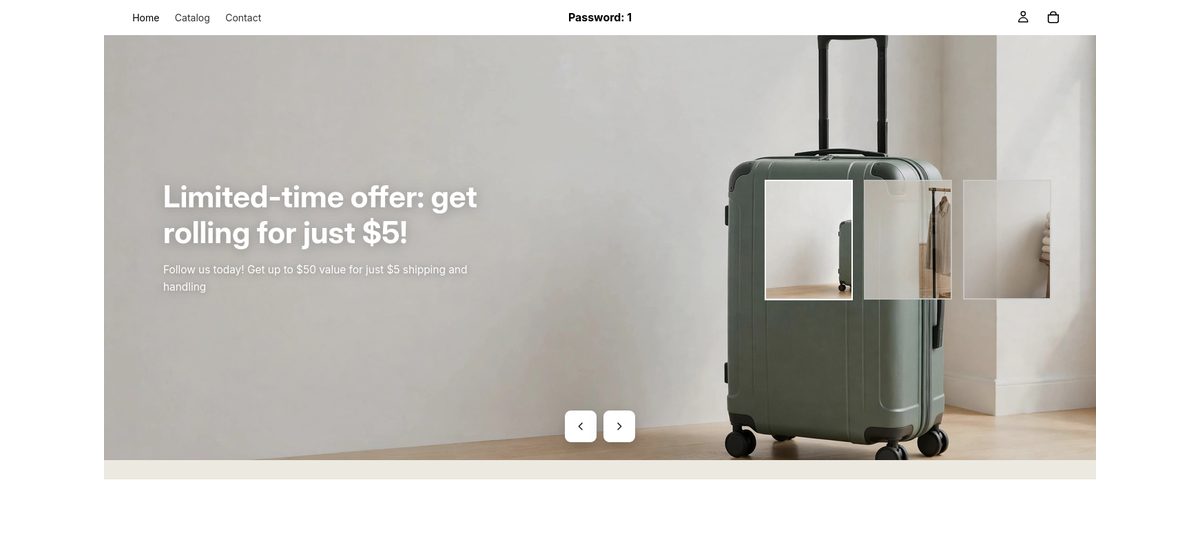 Home Catalog Contact Password: 1
Limited-time offer: get
rolling for just $5!
Follow us today! Get up to $50 value for just $5 shipping and
handling